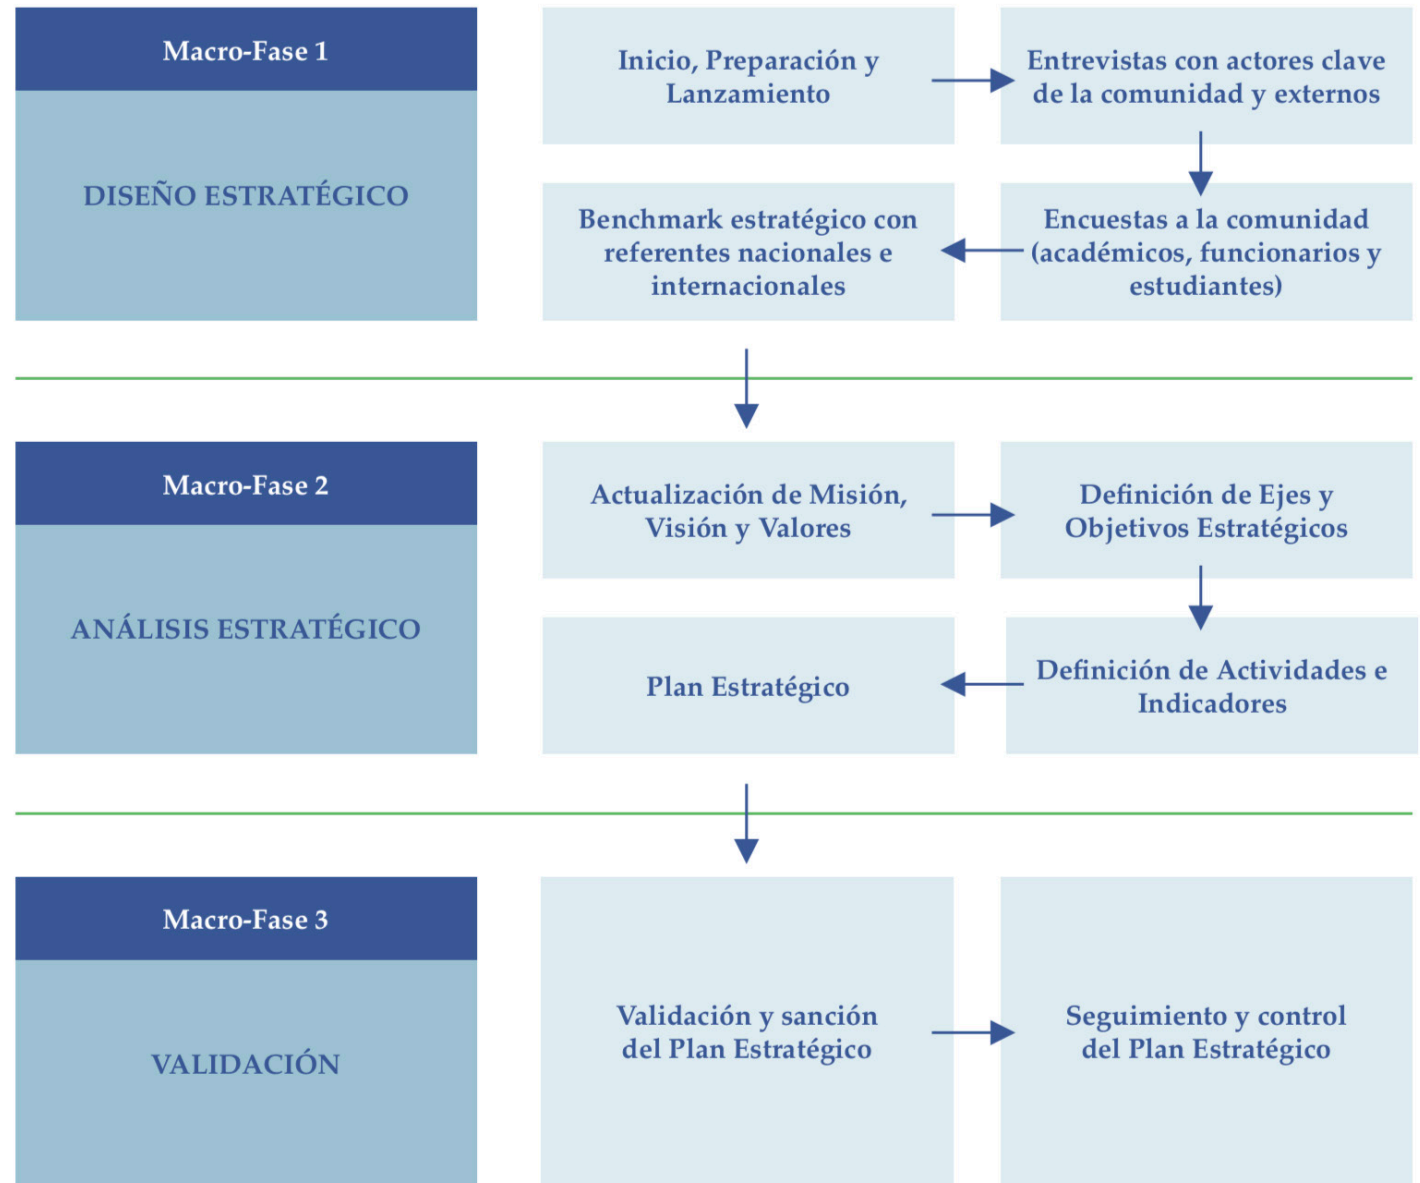 Macro-Fase 1
DISEÑO ESTRATÉGICO
Inicio, Preparación y
Lanzamiento
Entrevistas con actores clave
de la comunidad y externos
Encuestas a la comunidad
(académicos, funcionarios y
estudiantes)
Benchmark estratégico con
referentes nacionales e
internacionales
Macro-Fase 2
ANÁLISIS ESTRATÉGICO
Actualización de Misión,
Visión y Valores
Definición de Ejes y
Objetivos Estratégicos
Definición de Actividades e
Indicadores
Plan Estratégico
Macro-Fase 3
VALIDACIÓN
Validación y sanción
del Plan Estratégico
Seguimiento y control
del Plan Estratégico